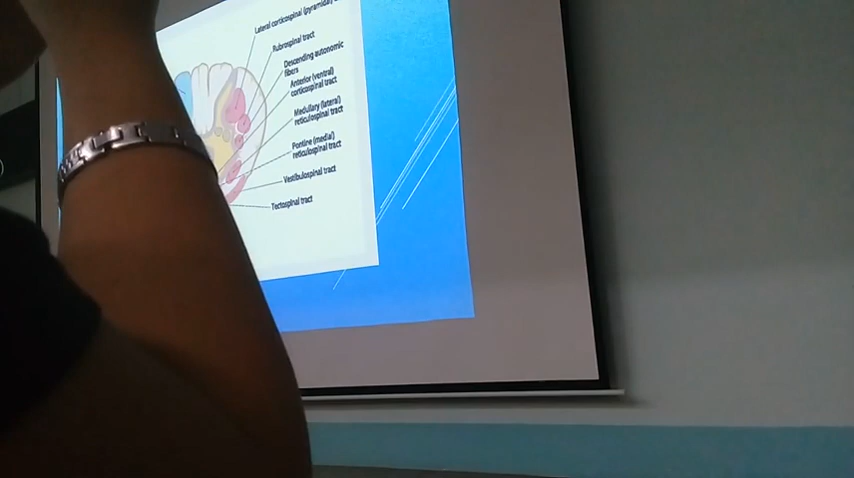 Lateral corticospinal (pyramidal)
Rubrospinal tract
Descending autonomic
fibers
Anterior (ventral)
corticospinal tract
Medullary (lateral)
reticulospinal tract
Pontine (medial)
reticulospinal tract
Vestibulospinal tract
Tectospinal tract